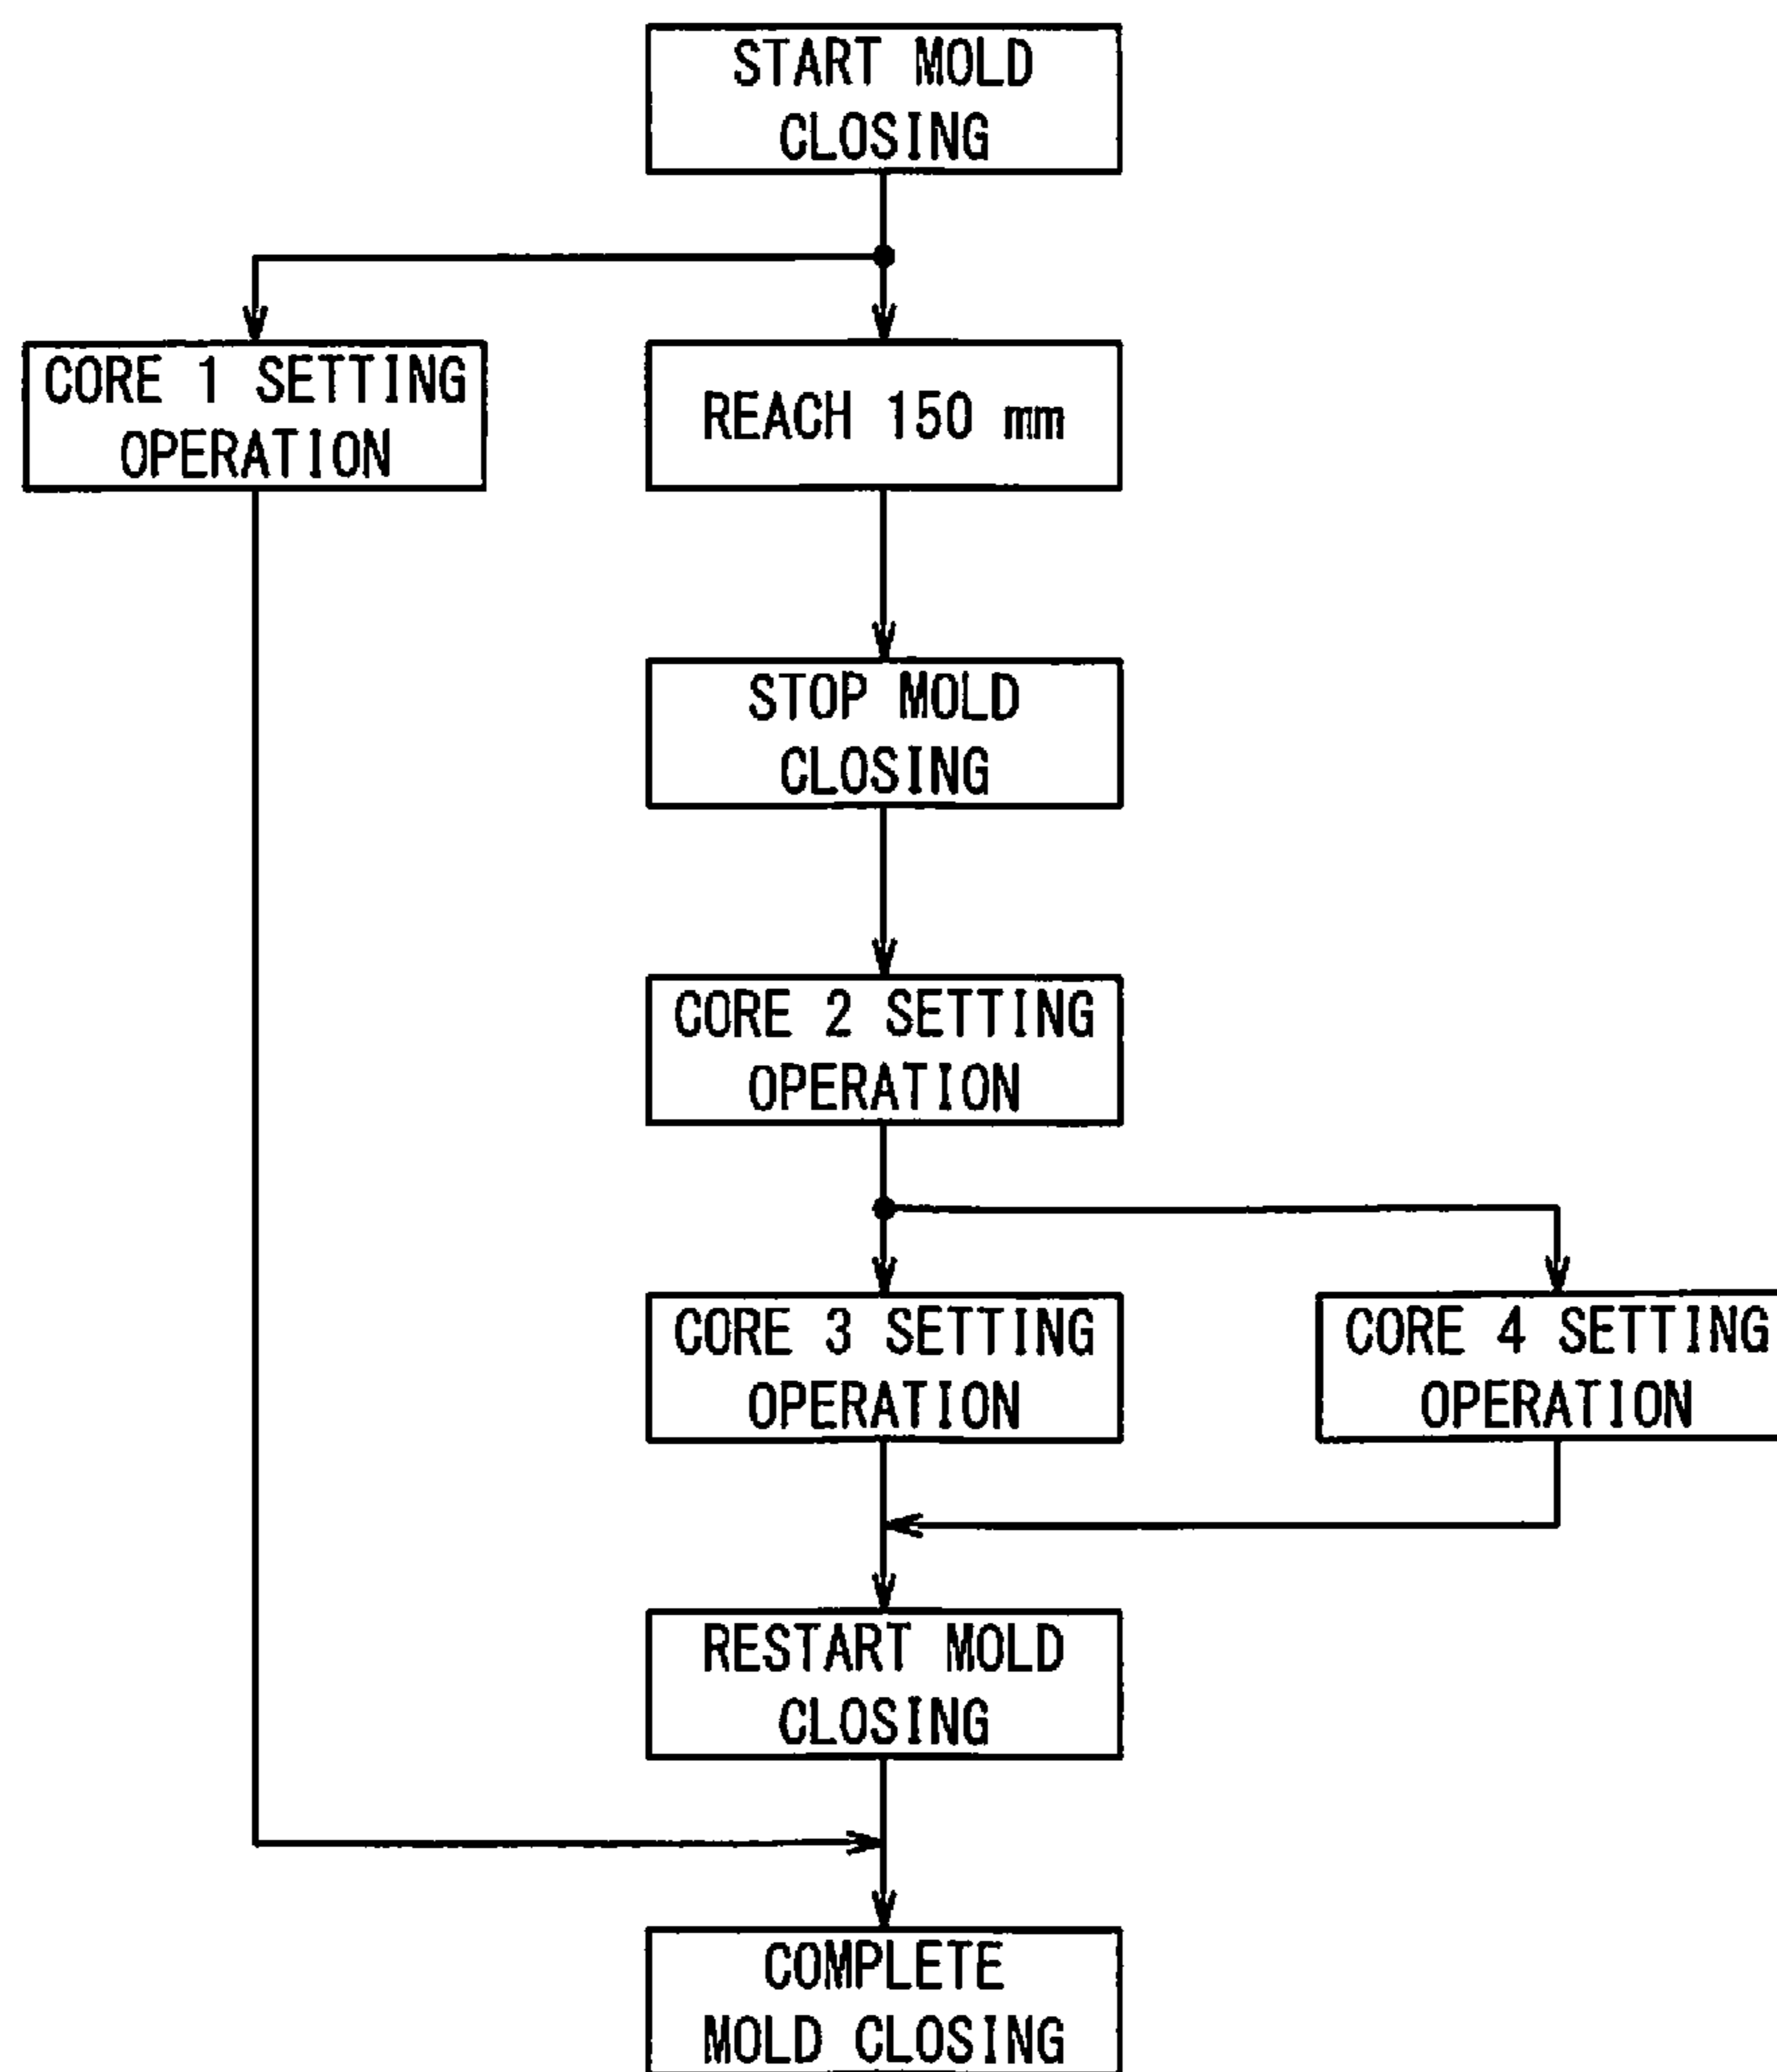 START MOLD
CLOSING
CORE 1 SETTING
OPERATION
REACH 150 mm
STOP MOLD
CLOSING
CORE 2 SETTING
OPERATION
CORE 3 SETTING
OPERATION
CORE 4 SETTING
OPERATION
RESTART MOLD
CLOSING
COMPLETE
MOLD CLOSING